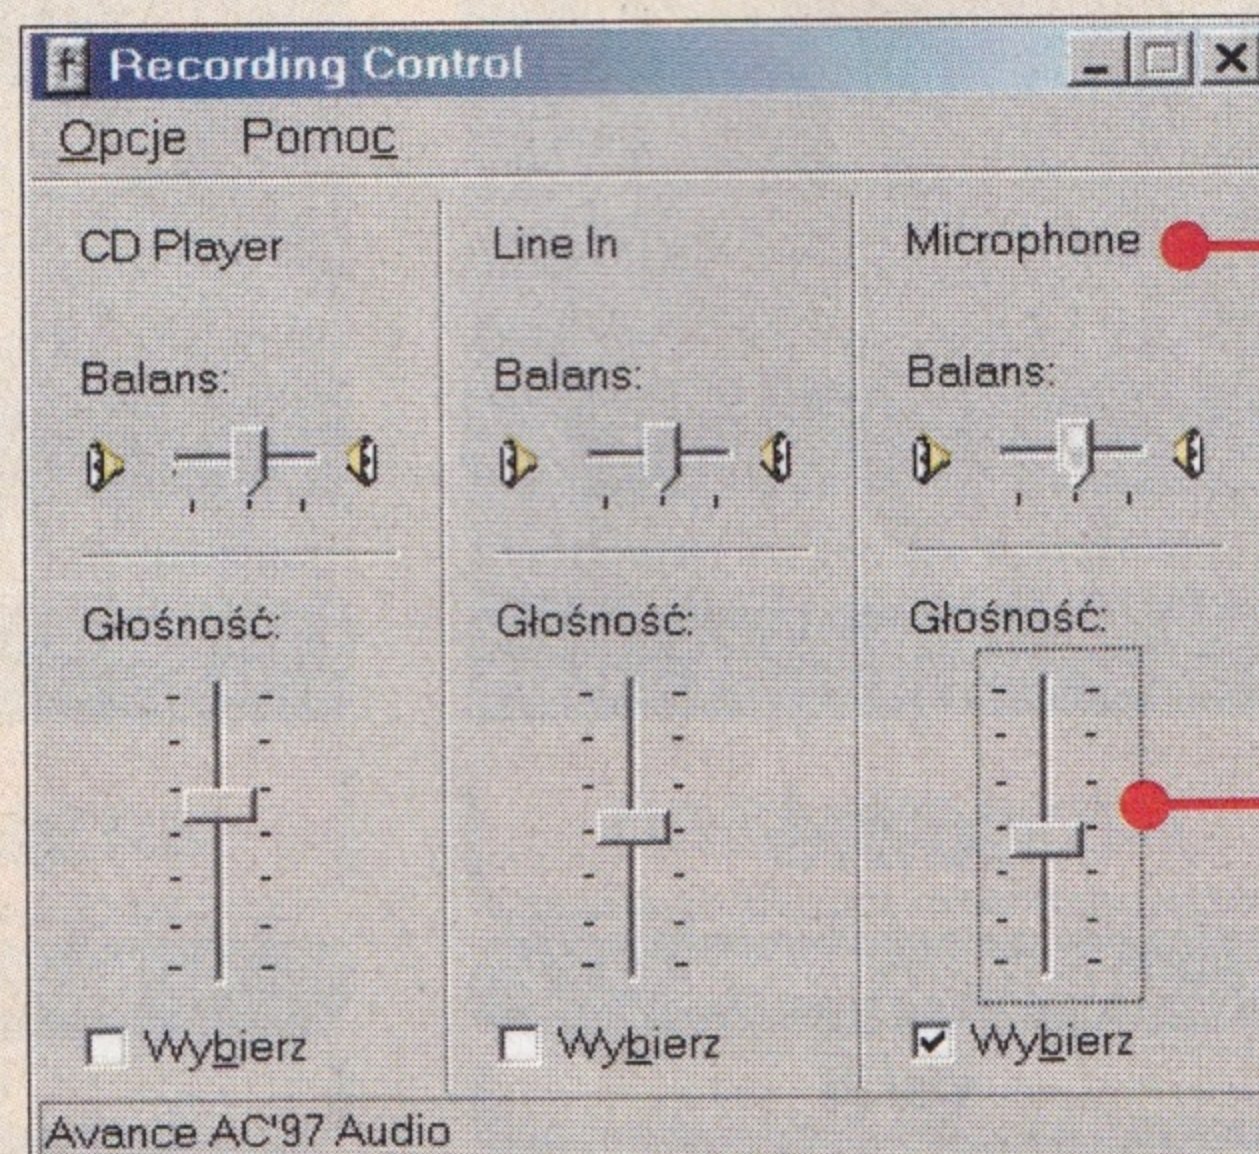 Recording Control
Opcje Pomoc
CD Player Line In Microphone
Balans: Balans: Balans:
Głośność: Głośność: Głośność:
Wybierz Wybierz Wybierz
Avance AC'97 Audio